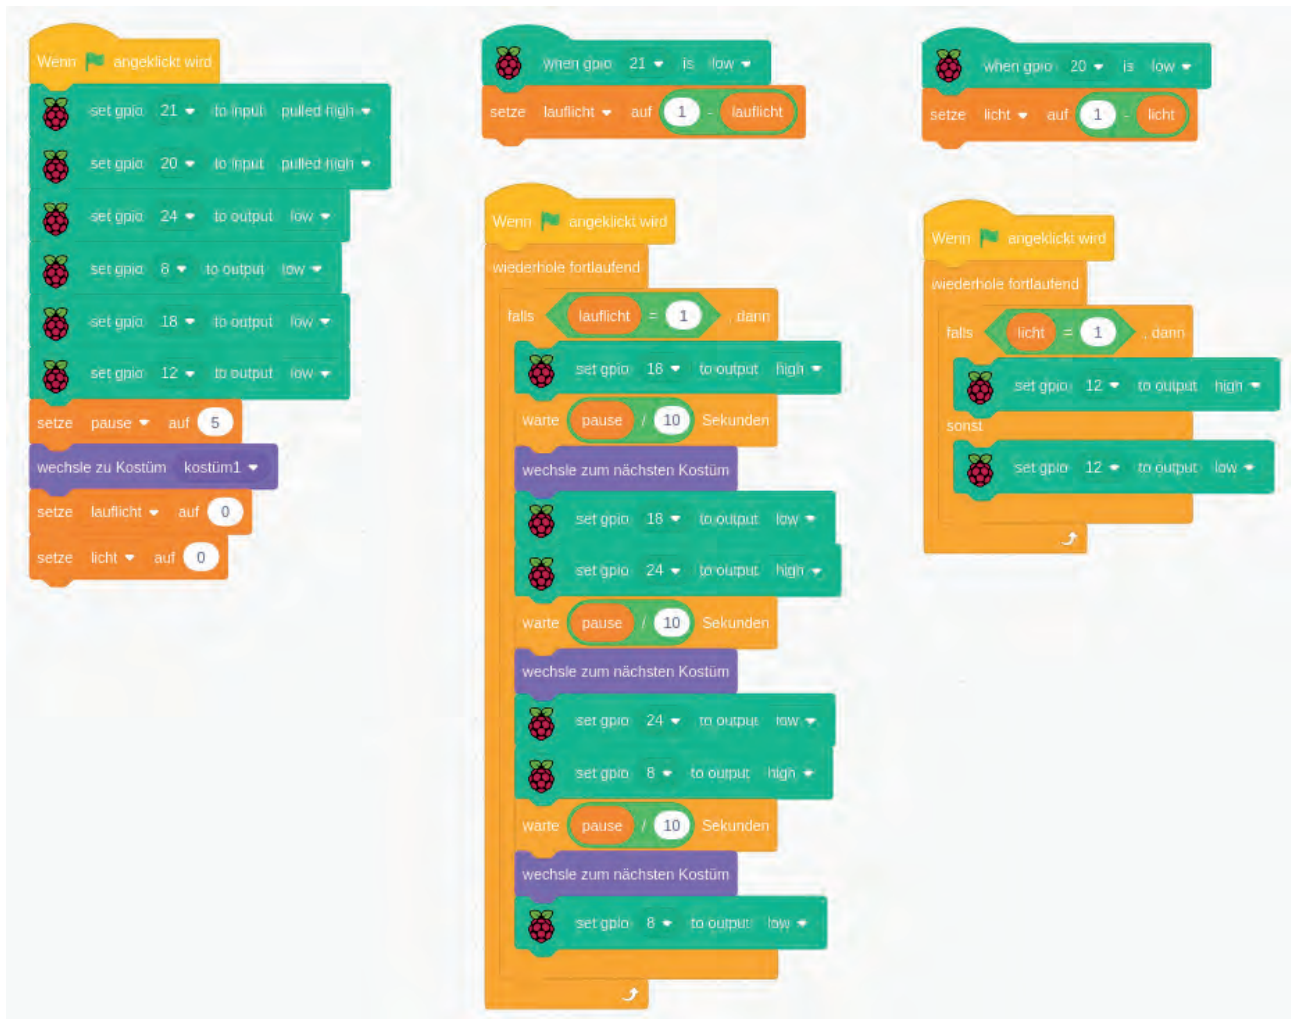 Wenn angeklickt wird
set gpio 21 to input pulled high
set gpio 20 to input pulled high
set gpio 24 to output low
set gpio 8 to output low
set gpio 18 to output low
set gpio 12 to output low
setze pause auf 5
wechsle zu Kostüm kostüm1
setze lauflicht auf 0
setze licht auf 0
when gpio 21 is low
setze lauflicht auf 1 - lauflicht
Wenn angeklickt wird
wiederhole fortlaufend
falls lauflicht = 1 , dann
set gpio 18 to output high
warte pause / 10 Sekunden
wechsle zum nächsten Kostüm
set gpio 18 to output low
set gpio 24 to output high
warte pause / 10 Sekunden
wechsle zum nächsten Kostüm
set gpio 24 to output low
set gpio 8 to output high
warte pause / 10 Sekunden
wechsle zum nächsten Kostüm
set gpio 8 to output low
when gpio 20 is low
setze licht auf 1 - licht
Wenn angeklickt wird
wiederhole fortlaufend
falls licht = 1 , dann
set gpio 12 to output high
sonst
set gpio 12 to output low